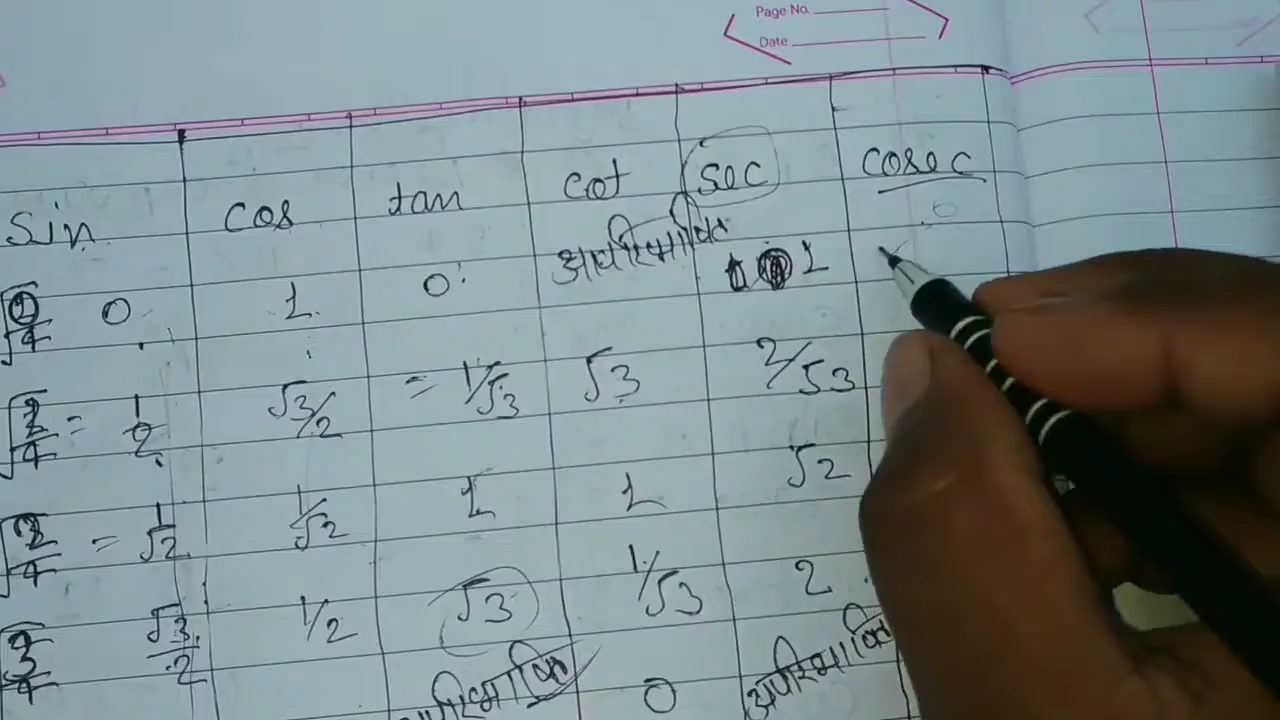 Page No.
Date
Sin cos tan cot sec cosec
√0/4 0 1 0 अपरिभाषित 1
√1/4 = 1/2 √3/2 = 1/√3 √3 2/√3
√2/4 = 1/√2 1/√2 1 1 √2
√3/4 √3/2 1/2 √3 1/√3 2
अपरिभाषित 0 अपरिभाषित